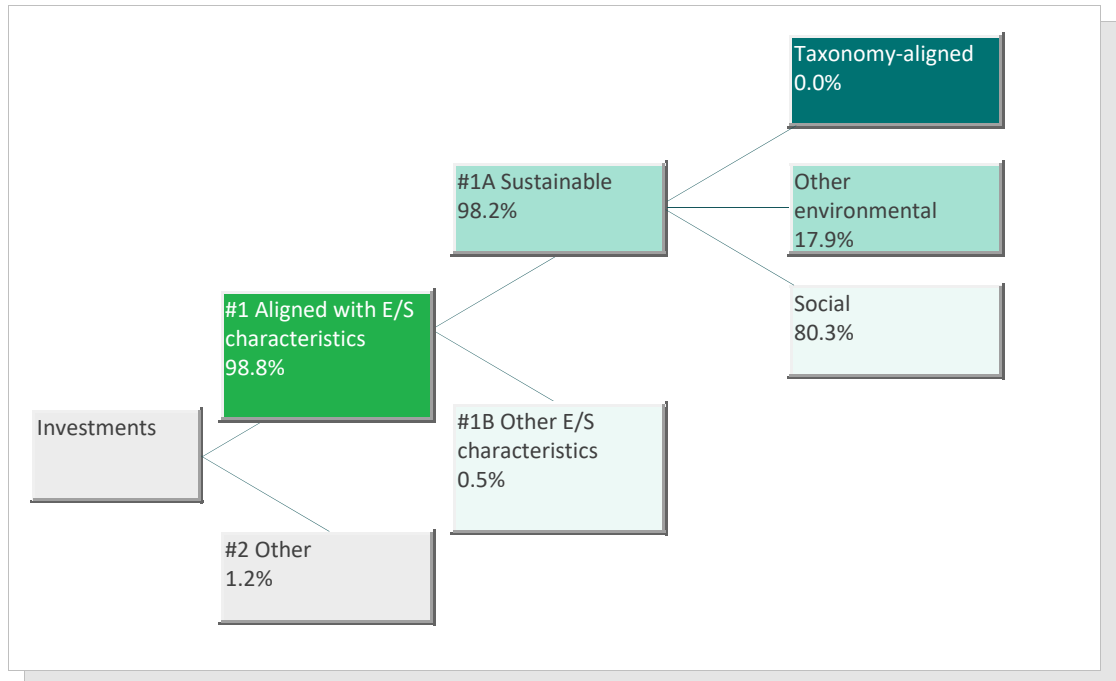 Taxonomy-aligned
0.0%
#1A Sustainable
98.2%
Other
environmental
17.9%
Social
80.3%
#1 Aligned with E/S
characteristics
98.8%
#1B Other E/S
characteristics
0.5%
Investments
#2 Other
1.2%